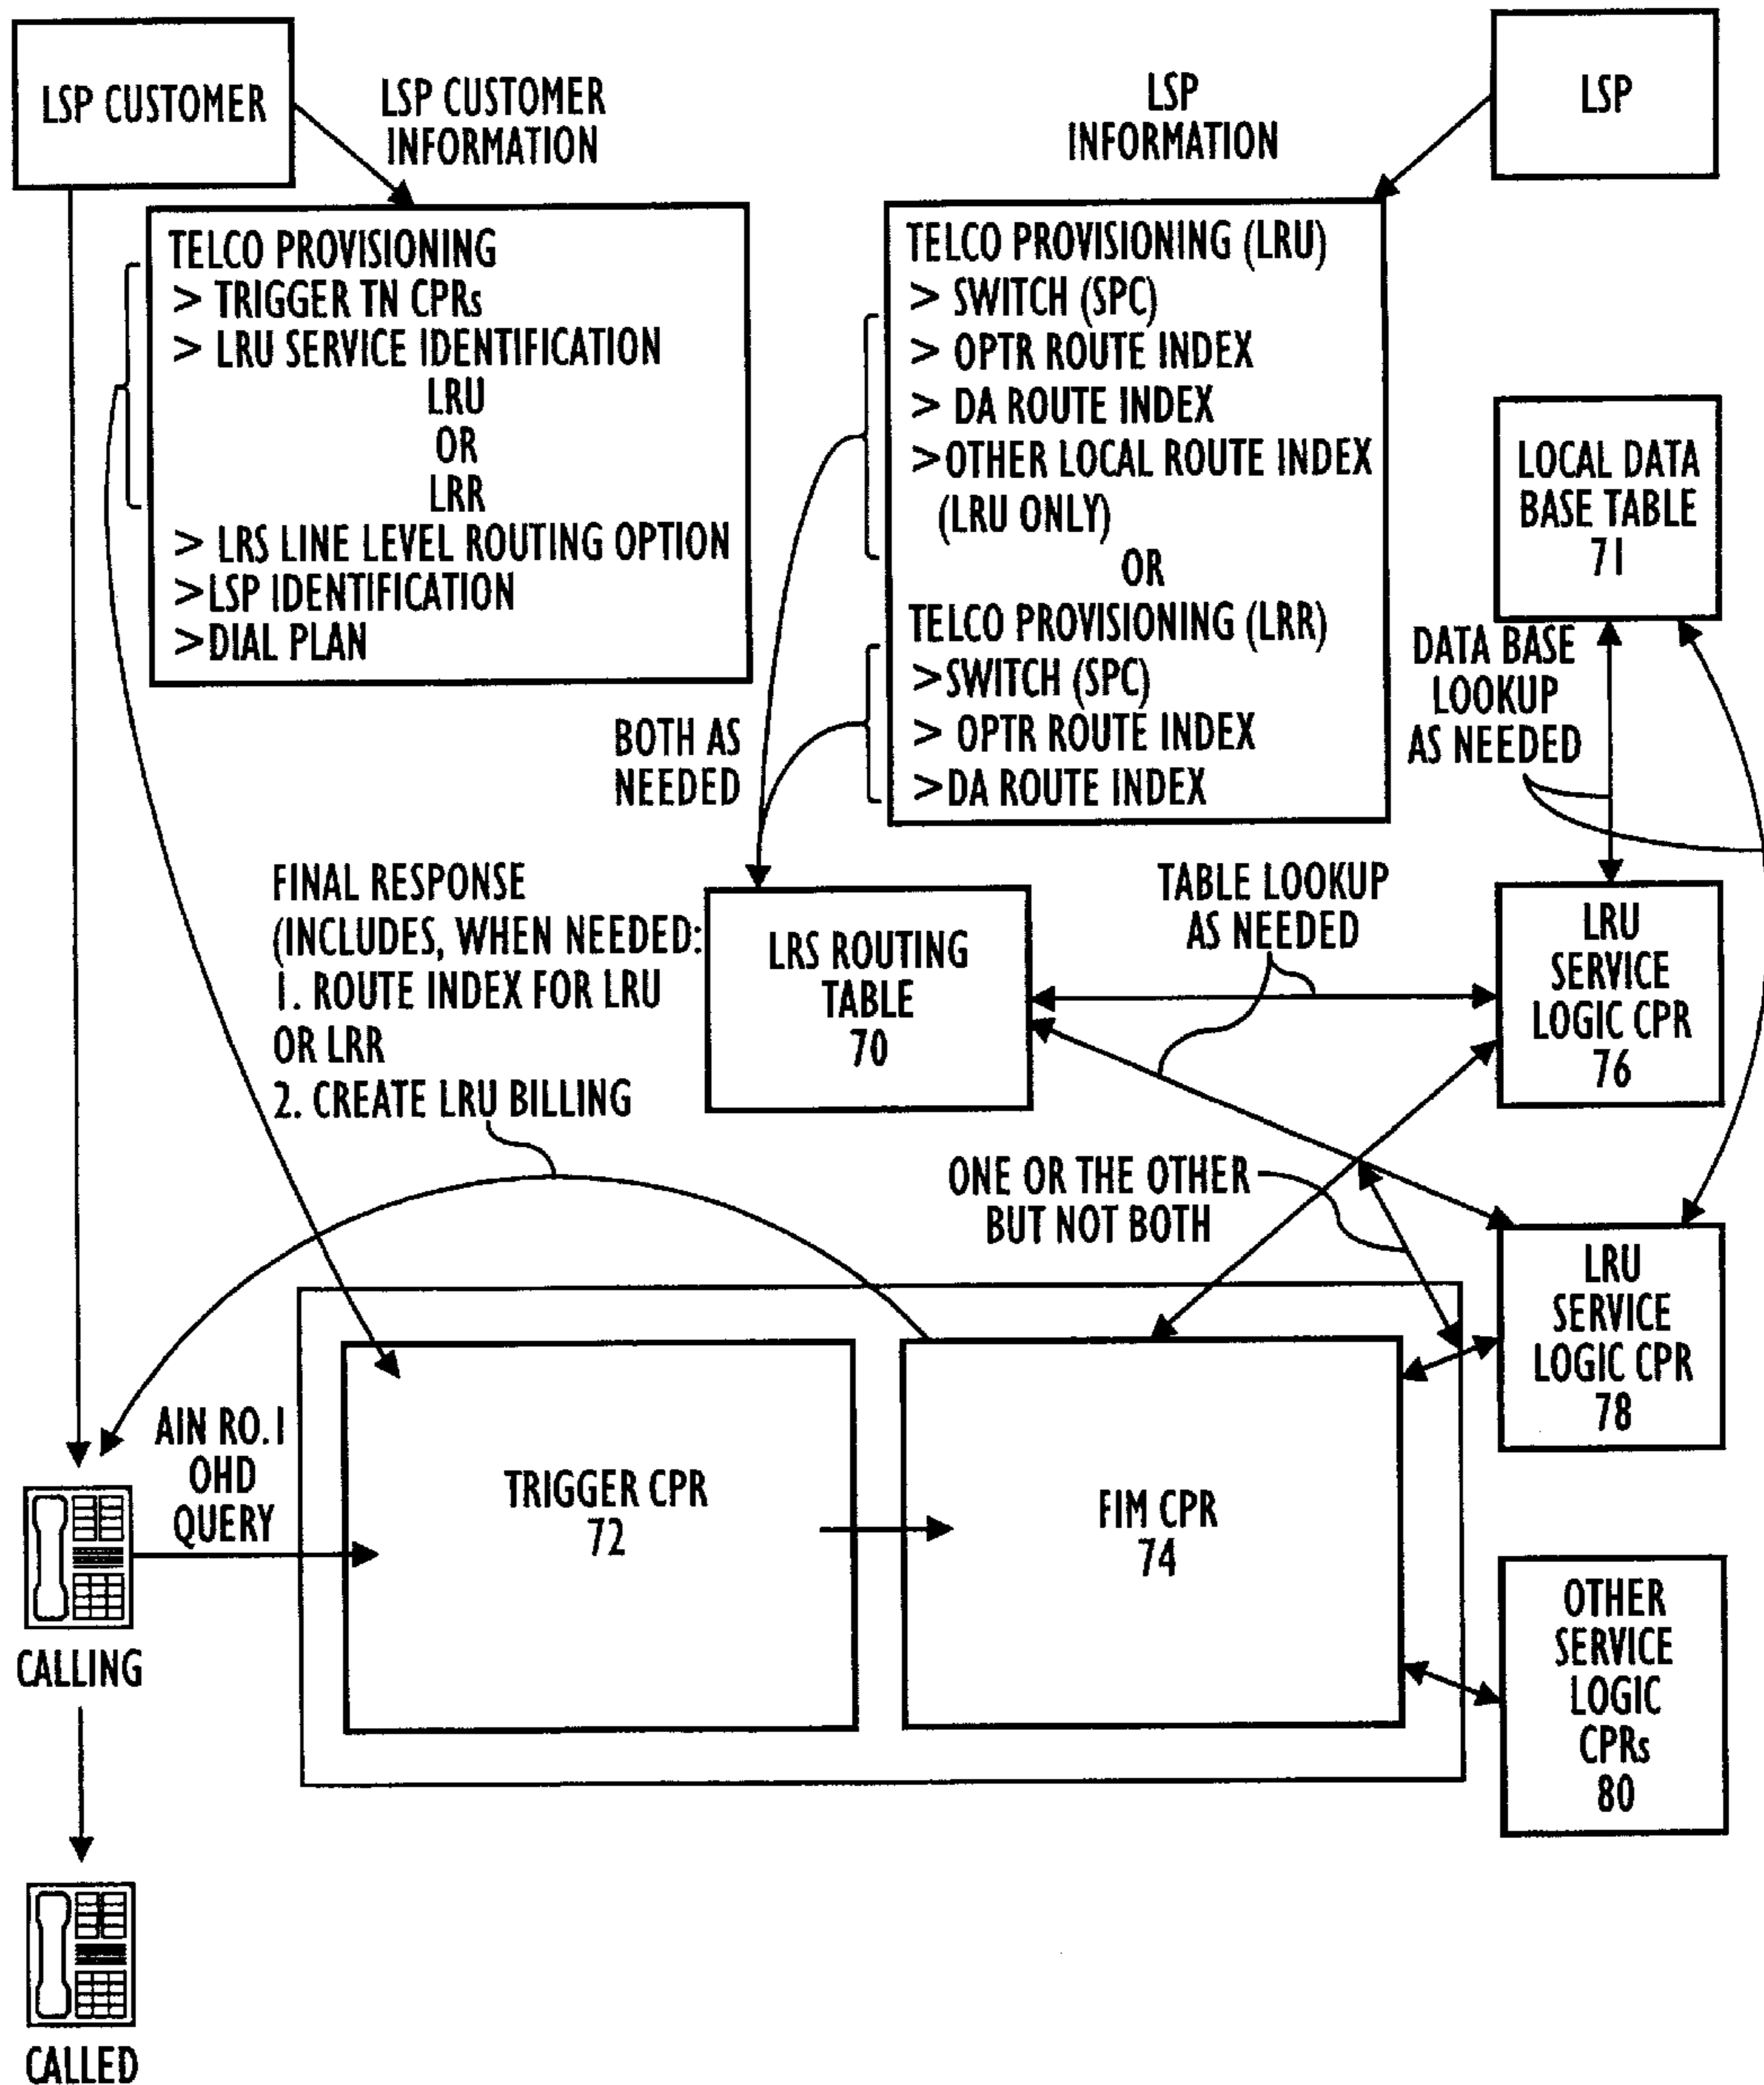 LSP CUSTOMER
LSP CUSTOMER
INFORMATION
LSP
INFORMATION
LSP
TELCO PROVISIONING
> TRIGGER TN CPRs
> LRU SERVICE IDENTIFICATION
LRU
OR
LRR
> LRS LINE LEVEL ROUTING OPTION
>LSP IDENTIFICATION
>DIAL PLAN
TELCO PROVISIONING (LRU)
> SWITCH (SPC)
> OPTR ROUTE INDEX
> DA ROUTE INDEX
>OTHER LOCAL ROUTE INDEX
(LRU ONLY)
OR
TELCO PROVISIONING (LRR)
>SWITCH (SPC)
> OPTR ROUTE INDEX
>DA ROUTE INDEX
LOCAL DATA
BASE TABLE
71
DATA BASE
LOOKUP
AS NEEDED
BOTH AS
NEEDED
FINAL RESPONSE
(INCLUDES, WHEN NEEDED:
1. ROUTE INDEX FOR LRU
OR LRR
2. CREATE LRU BILLING
LRS ROUTING
TABLE
70
TABLE LOOKUP
AS NEEDED
LRU
SERVICE
LOGIC CPR
76
ONE OR THE OTHER
BUT NOT BOTH
LRU
SERVICE
LOGIC CPR
78
AIN RO.1
OHD
QUERY
TRIGGER CPR
72
FIM CPR
74
OTHER
SERVICE
LOGIC
CPRs
80
CALLING
CALLED